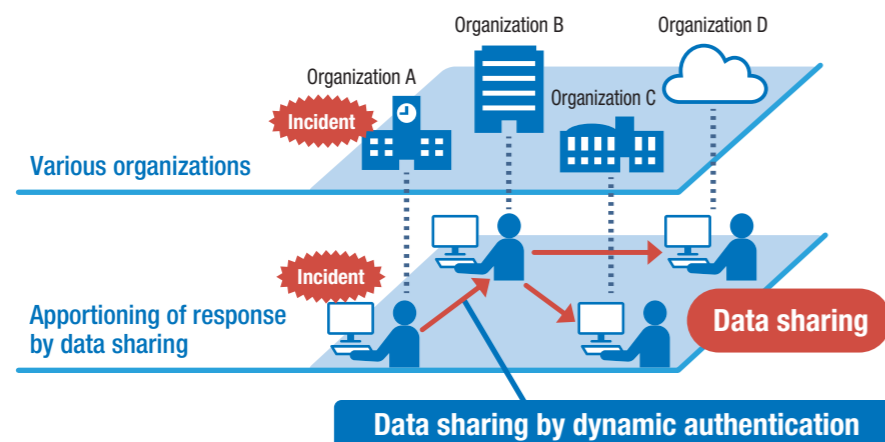 Organization B
Organization D
Organization A
Organization C
Incident
Various organizations
Incident
Apportioning of response
by data sharing
Data sharing
Data sharing by dynamic authentication